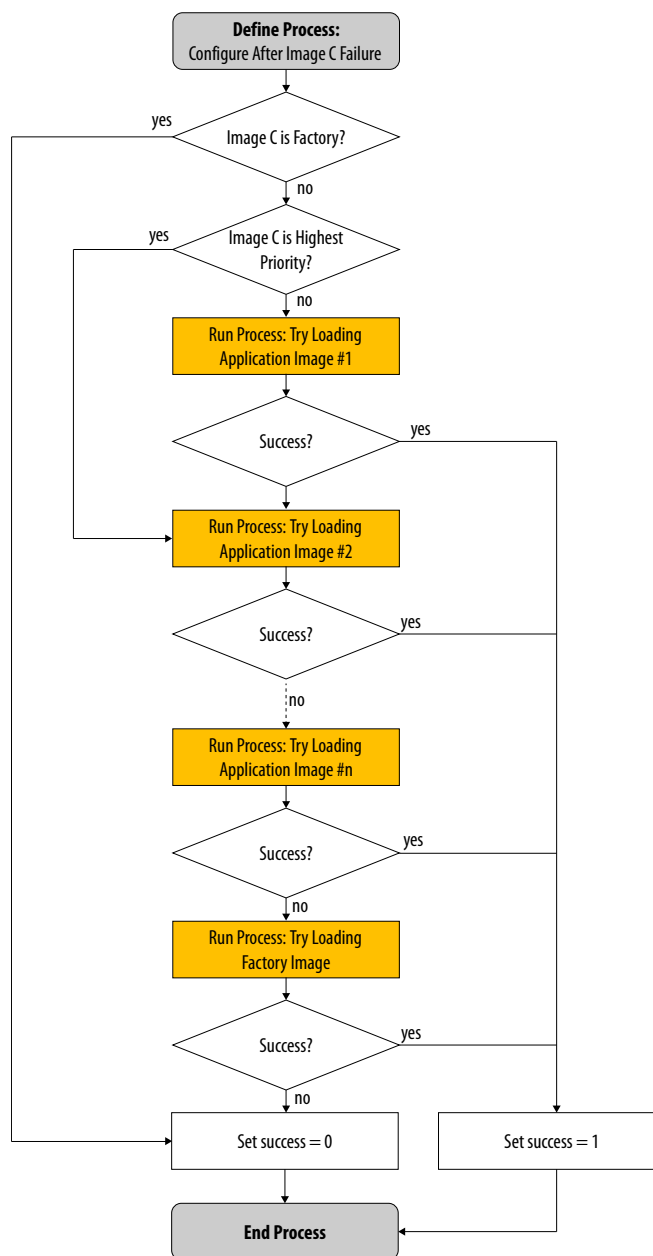 Define Process:
Configure After Image C Failure
yes
Image C is Factory?
no
yes
Image C is Highest
Priority?
no
Run Process: Try Loading
Application Image #1
Success?
yes
Run Process: Try Loading
Application Image #2
Success?
yes
no
Run Process: Try Loading
Application Image #n
Success?
yes
no
Run Process: Try Loading
Factory Image
Success?
yes
no
Set success = 0
Set success = 1
End Process